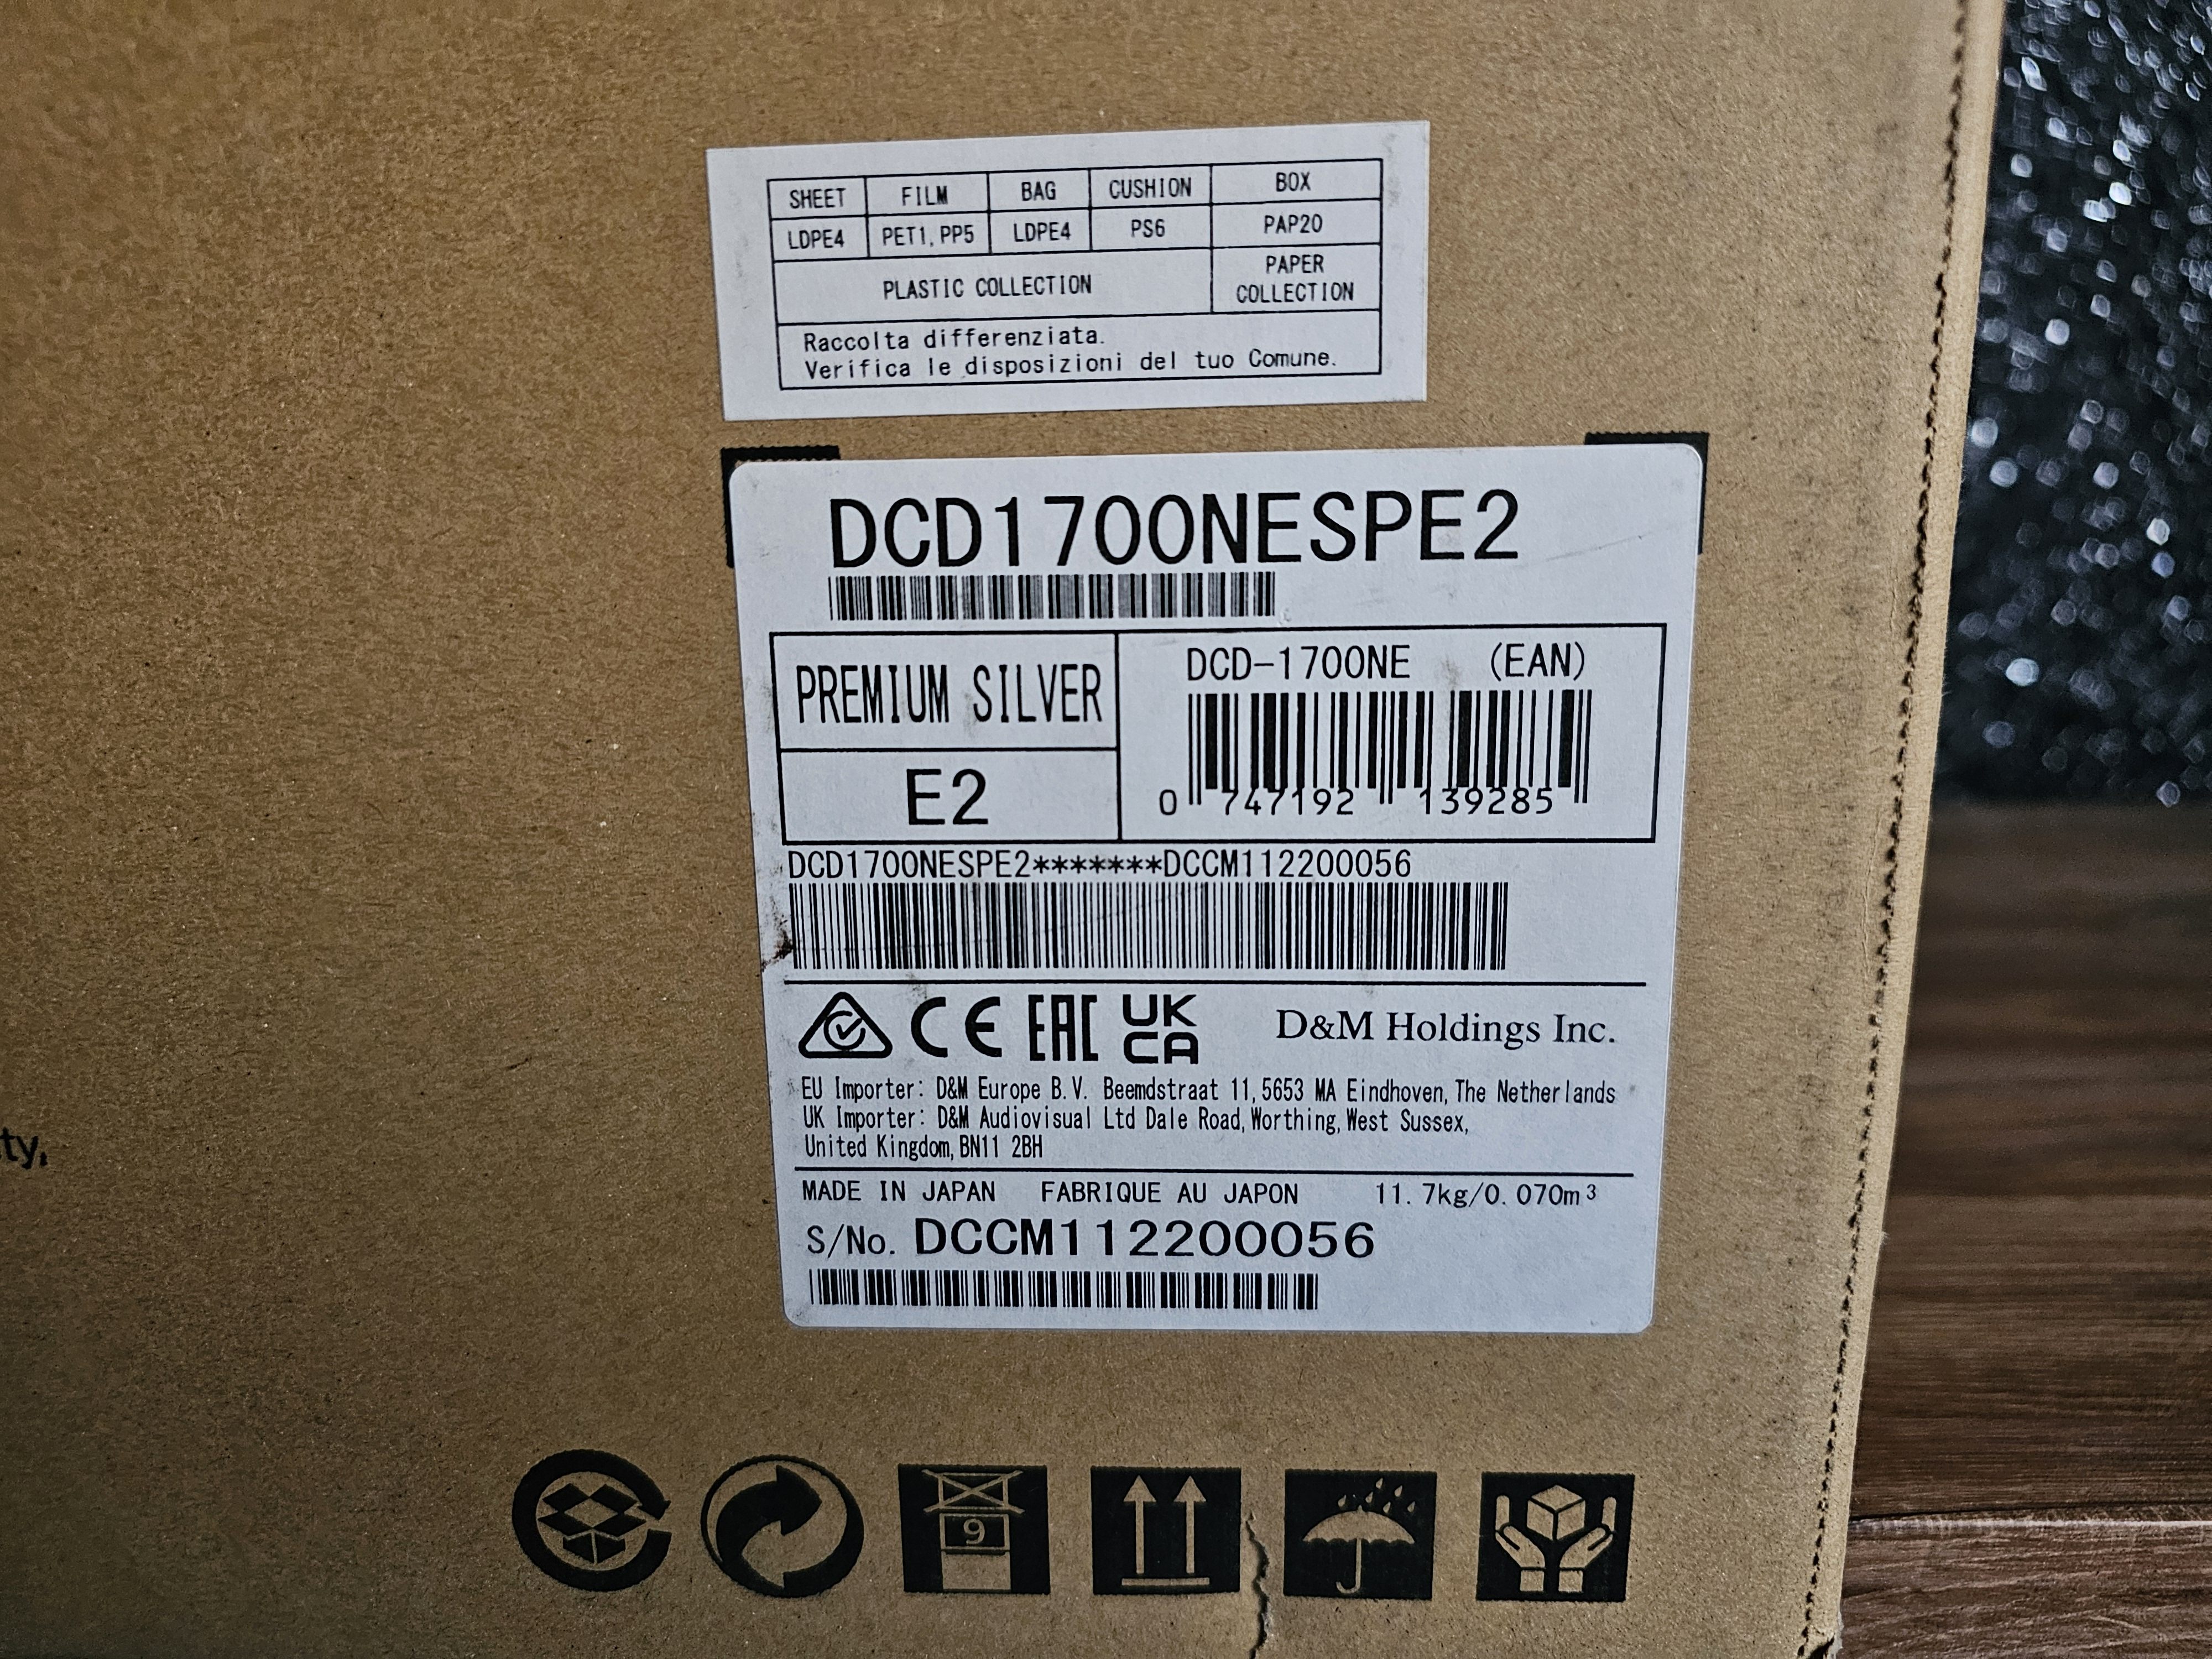 SHEET FILM BAG CUSHION BOX
LDPE4 PET1, PP5 LDPE4 PS6 PAP20
PLASTIC COLLECTION PAPER COLLECTION
Raccolta differenziata.
Verifica le disposizioni del tuo Comune.
DCD1700NESPE2
PREMIUM SILVER
E2
DCD-1700NE (EAN)
0 747192 139285
DCD1700NESPE2*******DCCM112200056
CE EAC UK CA D&M Holdings Inc.
EU Importer: D&M Europe B.V. Beemdstraat 11, 5653 MA Eindhoven, The Netherlands
UK Importer: D&M Audiovisual Ltd Dale Road, Worthing, West Sussex,
United Kingdom, BN11 2BH
MADE IN JAPAN FABRIQUE AU JAPON 11.7kg/0.070m³
S/No. DCCM112200056
ty,
9